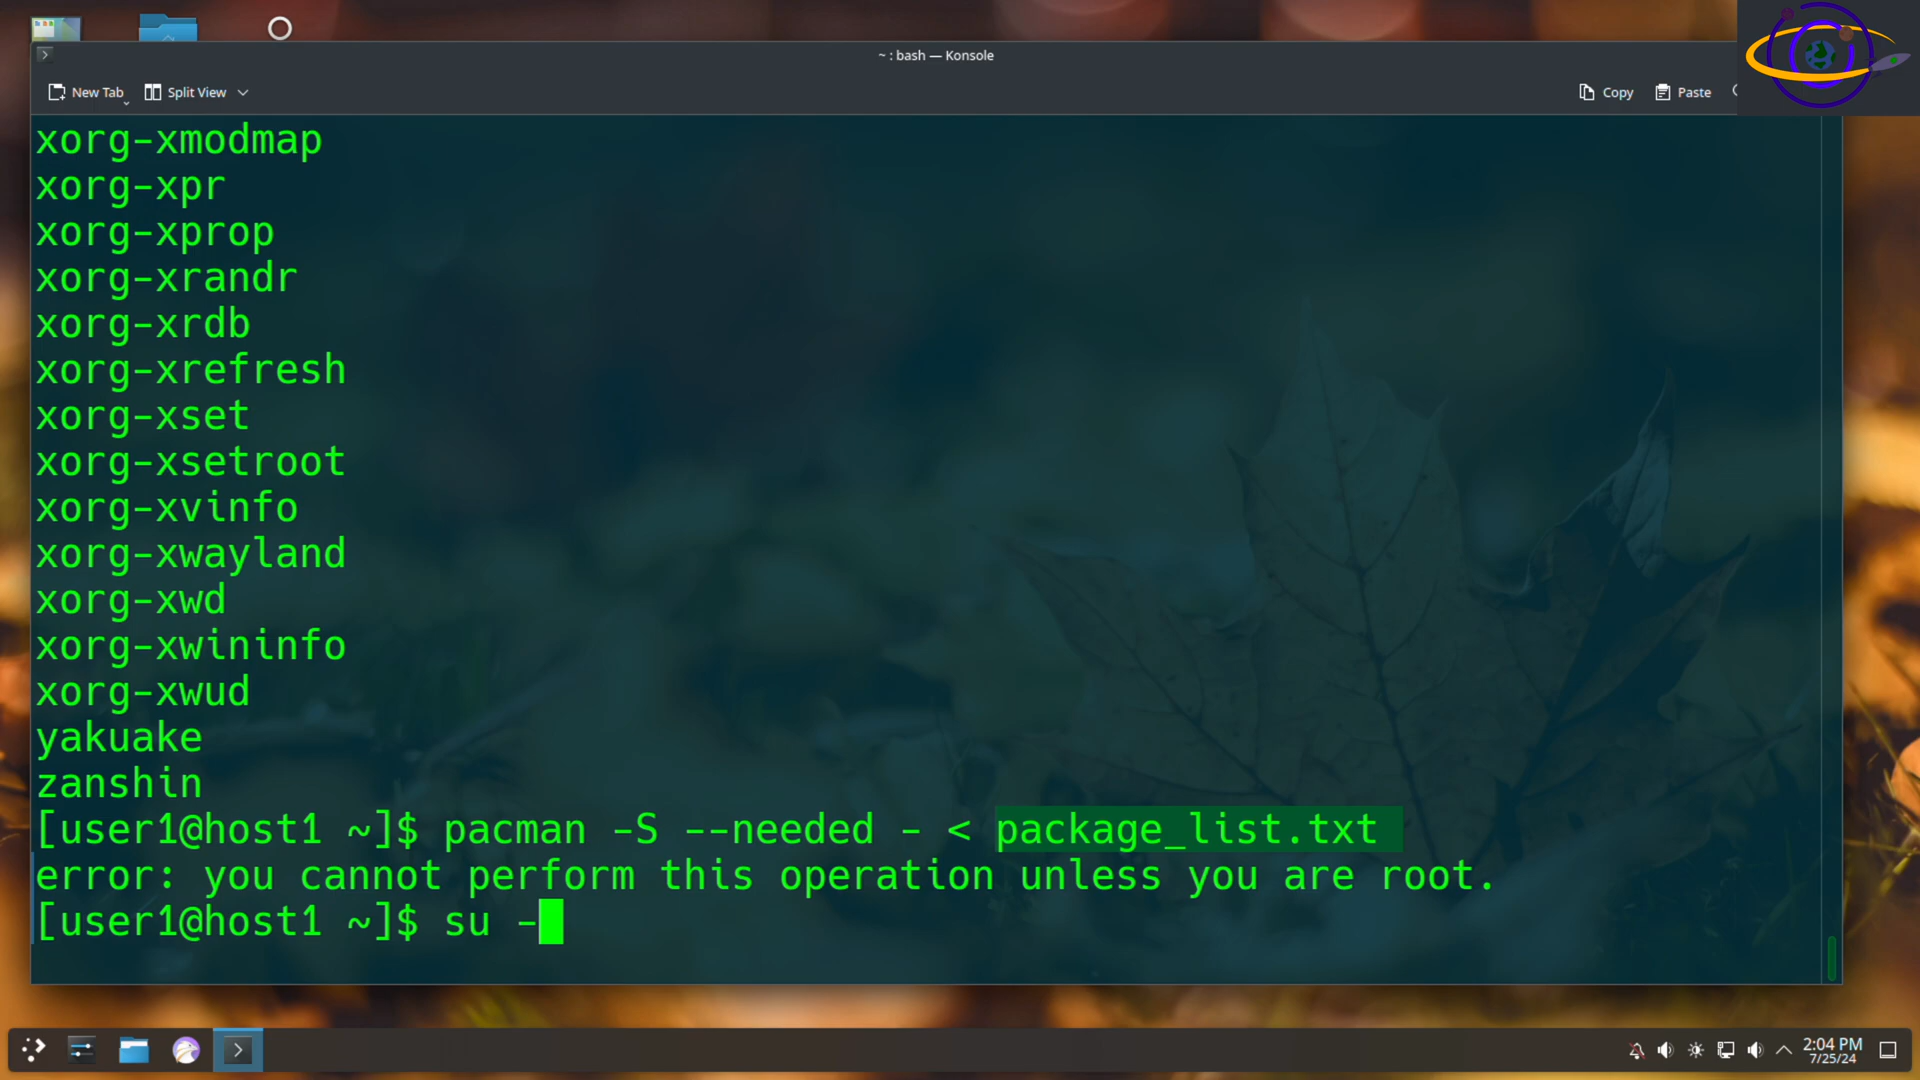 ~ : bash — Konsole
New Tab
Split View
Copy
Paste
xorg-xmodmap
xorg-xpr
xorg-xprop
xorg-xrandr
xorg-xrdb
xorg-xrefresh
xorg-xset
xorg-xsetroot
xorg-xvinfo
xorg-xwayland
xorg-xwd
xorg-xwininfo
xorg-xwud
yakuake
zanshin
[user1@host1 ~]$ pacman -S --needed - < package_list.txt
error: you cannot perform this operation unless you are root.
[user1@host1 ~]$ su -
2:04 PM
7/25/24